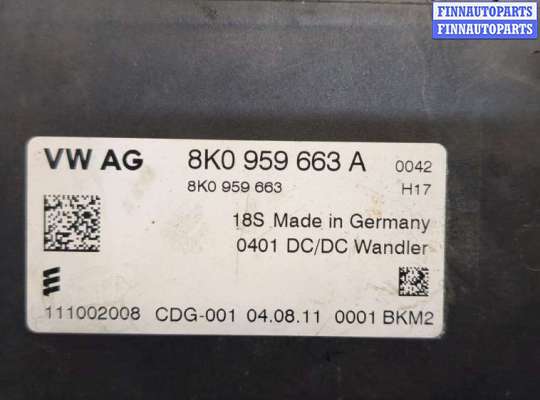 FINNAUTOPARTS
FINNAUTOPARTS
VW AG 8K0 959 663 A 0042
8K0 959 663 H17
18S Made in Germany
0401 DC/DC Wandler
111002008 CDG-001 04.08.11 0001 BKM2